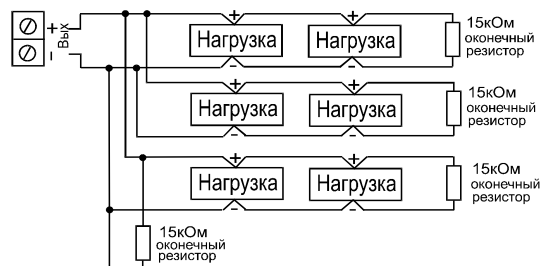 + Вых -
+ +
Нагрузка Нагрузка
- -
15кОм
оконечный
резистор
+ +
Нагрузка Нагрузка
- -
15кОм
оконечный
резистор
+ +
Нагрузка Нагрузка
- -
15кОм
оконечный
резистор
15кОм
оконечный
резистор